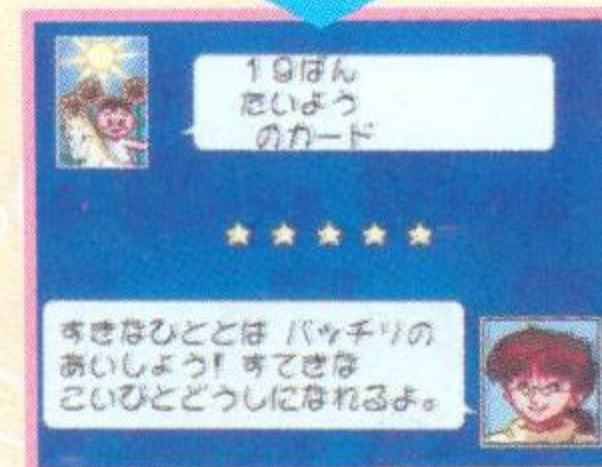 19ばん
たいよう
のカード
すきなひととは バッチリの
あいしょう! すてきな
こいびとどうしになれるよ。